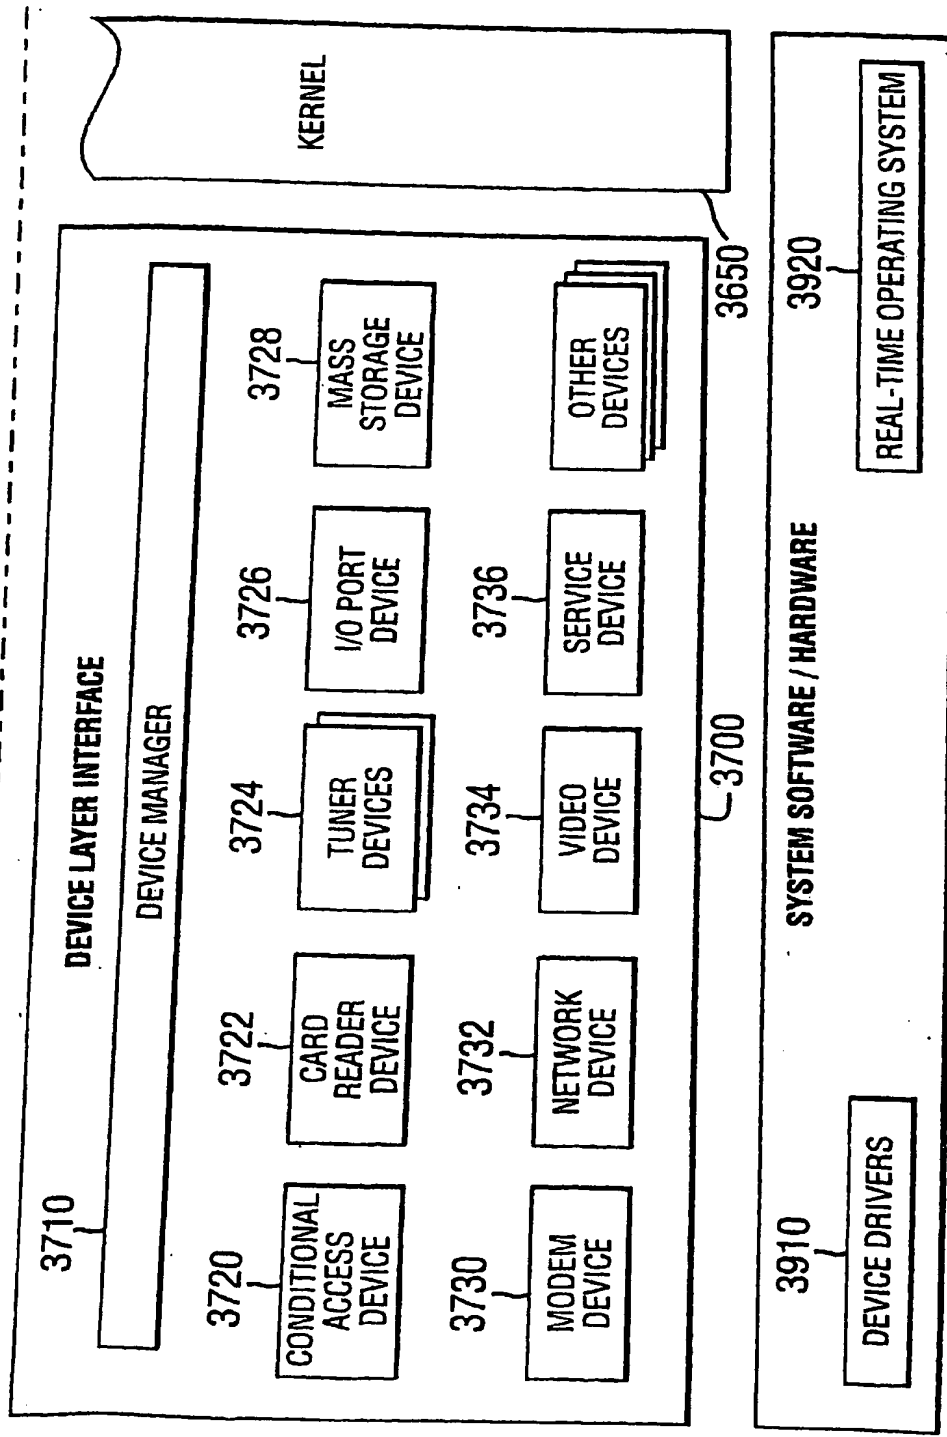 DEVICE LAYER INTERFACE
3710
DEVICE MANAGER
3720
CONDITIONAL
ACCESS
DEVICE
3722
CARD
READER
DEVICE
3724
TUNER
DEVICES
3726
I/O PORT
DEVICE
3728
MASS
STORAGE
DEVICE
3730
MODEM
DEVICE
3732
NETWORK
DEVICE
3734
VIDEO
DEVICE
3736
SERVICE
DEVICE
OTHER
DEVICES
3700
KERNEL
3650
SYSTEM SOFTWARE / HARDWARE
3910
DEVICE DRIVERS
3920
REAL-TIME OPERATING SYSTEM